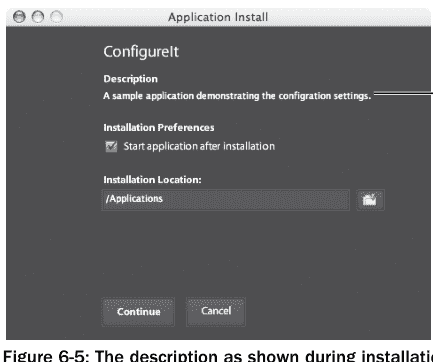 Application Install
ConfigureIt
Description
A sample application demonstrating the configration settings.
Installation Preferences
Start application after installation
Installation Location:
/Applications
Continue
Cancel
Figure 6-5: The description as shown during installati